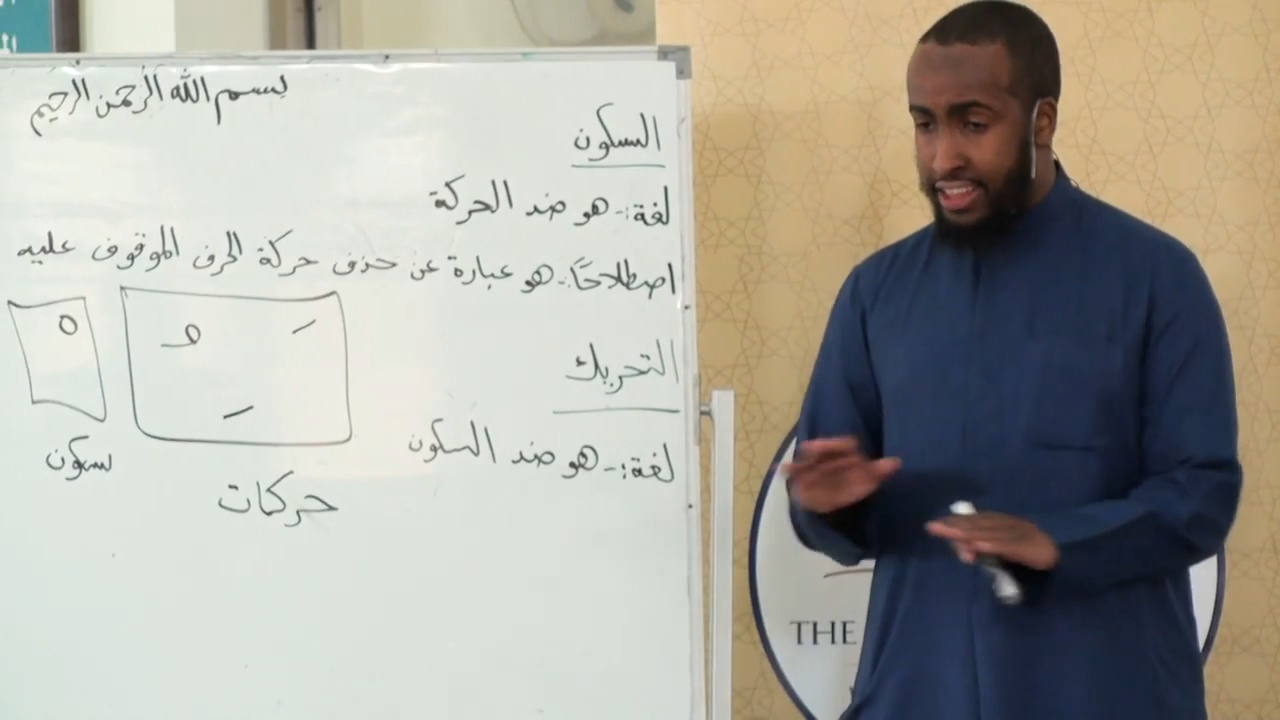 بسم الله الرحمن الرحيم
السكون
لغة:- هو ضد الحركة
اصطلاحًا:- هو عبارة عن حذف حركة الحرف الموقوف عليه
التحريك
لغة:- هو ضد السكون
سكون
حركات
THE